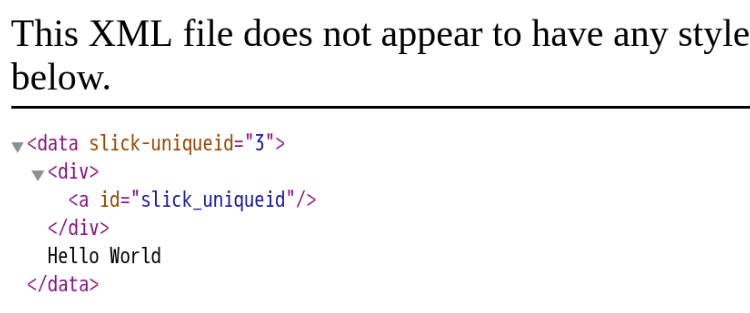 This XML file does not appear to have any style
below.
<data slick-uniqueid="3">
<div>
<a id="slick_uniqueid"/>
</div>
Hello World
</data>